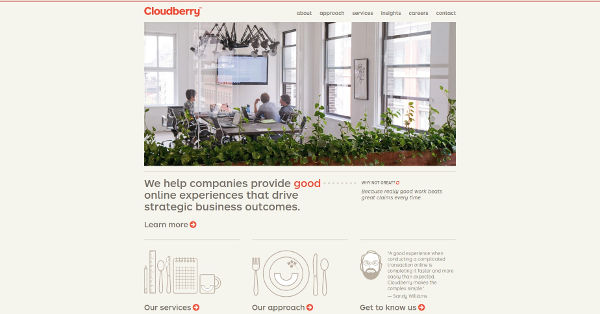 Cloudberry™
about approach services insights careers contact
We help companies provide good
online experiences that drive
strategic business outcomes.
Learn more
WHY NOT GREAT?
Because really good work beats
great claims every time.
"A good experience when
conducting a complicated
transaction online is
completing it faster and more
easily than expected.
Cloudberry makes the
complex simple."
— Sandy Williams
Our services
Our approach
Get to know us